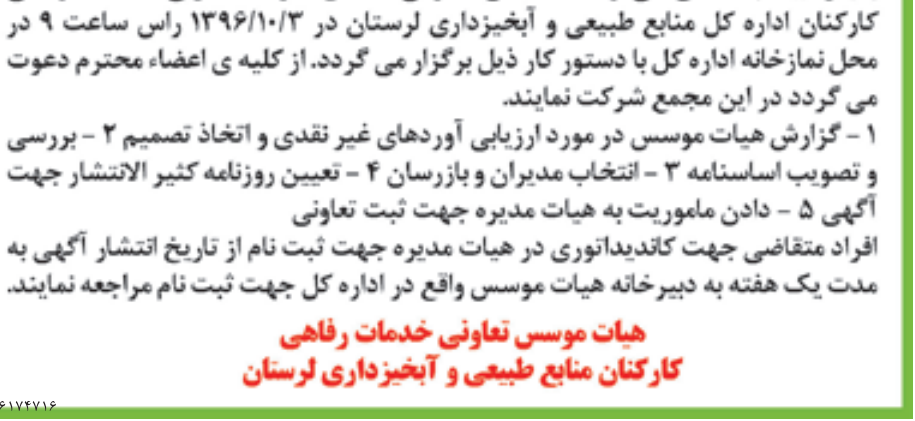 کارکنان اداره کل منابع طبیعی و آبخیزداری لرستان در ۱۳۹۶/۱۰/۳ راس ساعت ۹ در
محل نمازخانه اداره کل با دستور کار ذیل برگزار می گردد. از کلیه ی اعضاء محترم دعوت
می گردد در این مجمع شرکت نمایند.
۱ - گزارش هیات موسس در مورد ارزیابی آوردهای غیر نقدی و اتخاذ تصمیم ۲ - بررسی
و تصویب اساسنامه ۳ - انتخاب مدیران و بازرسان ۴ - تعیین روزنامه کثیر الانتشار جهت
آگهی ۵ - دادن ماموریت به هیات مدیره جهت ثبت تعاونی
افراد متقاضی جهت کاندیداتوری در هیات مدیره جهت ثبت نام از تاریخ انتشار آگهی به
مدت یک هفته به دبیرخانه هیات موسس واقع در اداره کل جهت ثبت نام مراجعه نمایند.
هیات موسس تعاونی خدمات رفاهی
کارکنان منابع طبیعی و آبخیزداری لرستان
۶۱۷۴۷۱۶